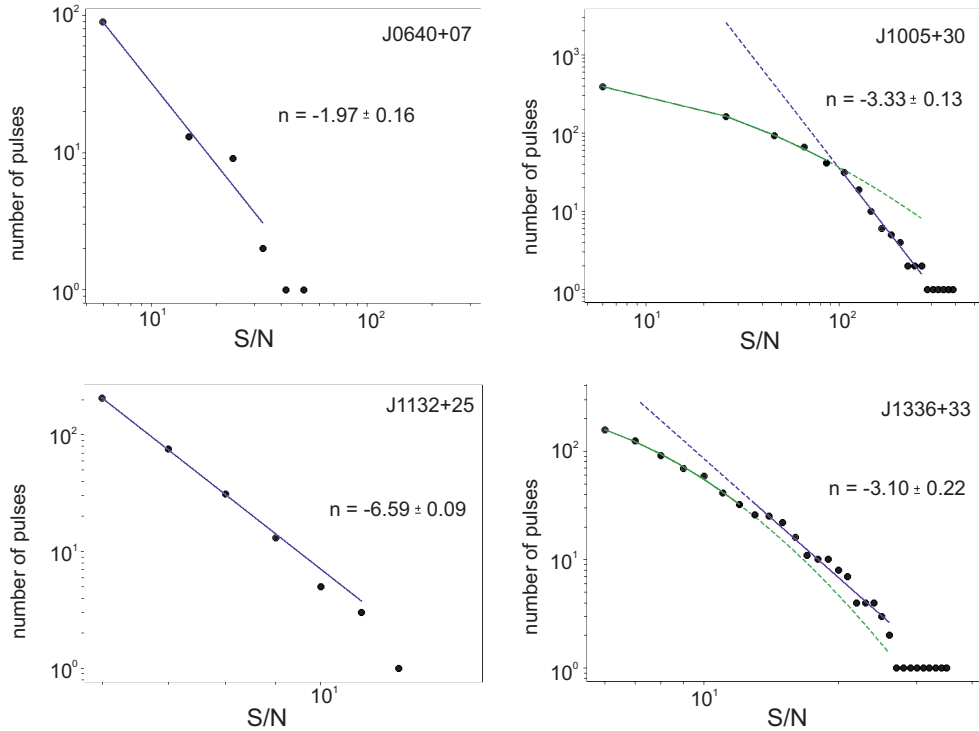 J0640+07
n = -1.97 ± 0.16
number of pulses
10²
10¹
10⁰
10¹
10²
S/N
J1005+30
n = -3.33 ± 0.13
number of pulses
10³
10²
10¹
10⁰
10¹
10²
S/N
J1132+25
n = -6.59 ± 0.09
number of pulses
10²
10¹
10⁰
10¹
S/N
J1336+33
n = -3.10 ± 0.22
number of pulses
10²
10¹
10⁰
10¹
S/N